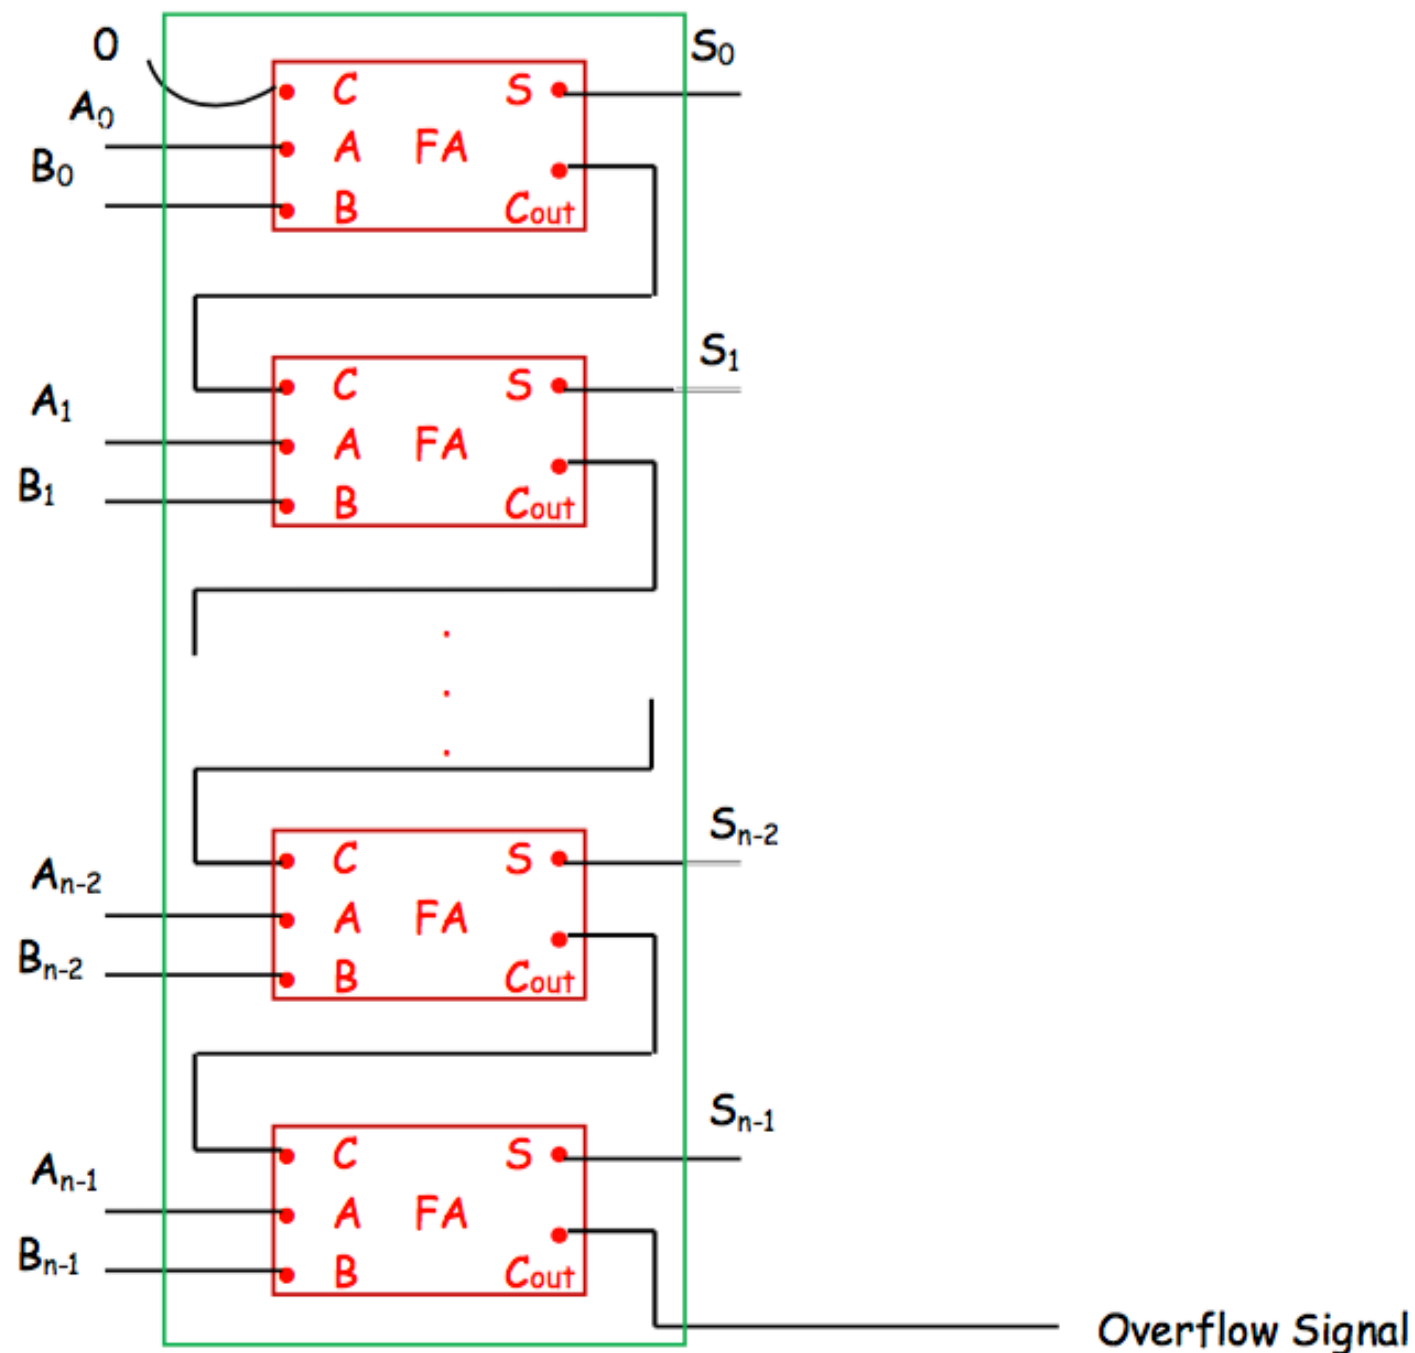 0
S₀
A₀
C S
B₀
A FA
B Cout
S₁
A₁
C S
A FA
B₁
B Cout
.
.
.
Sn-2
An-2
C S
A FA
Bn-2
B Cout
Sn-1
An-1
C S
A FA
Bn-1
B Cout
Overflow Signal